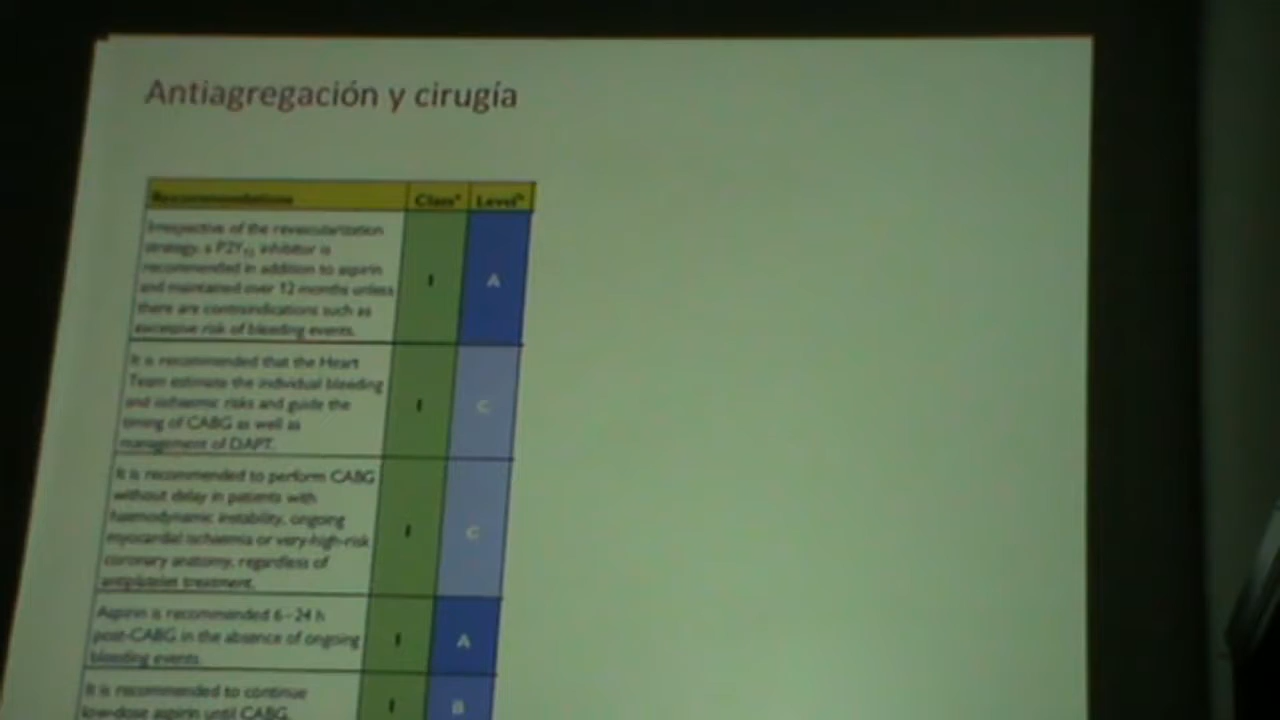 Antiagregación y cirugía
Recommendations Classᵃ Levelᵇ
Irrespective of the revascularization
strategy, a P2Y₁₂ inhibitor is
recommended in addition to aspirin
and maintained over 12 months unless
there are contraindications such as
excessive risk of bleeding events.
I A
It is recommended that the Heart
Team estimate the individual bleeding
and ischaemic risks and guide the
timing of CABG as well as
management of DAPT.
I C
It is recommended to perform CABG
without delay in patients with
haemodynamic instability, ongoing
myocardial ischaemia or very-high-risk
coronary anatomy, regardless of
antiplatelet treatment.
I C
Aspirin is recommended 6–24 h
post-CABG in the absence of ongoing
bleeding events.
I A
It is recommended to continue
low-dose aspirin until CABG.
I B